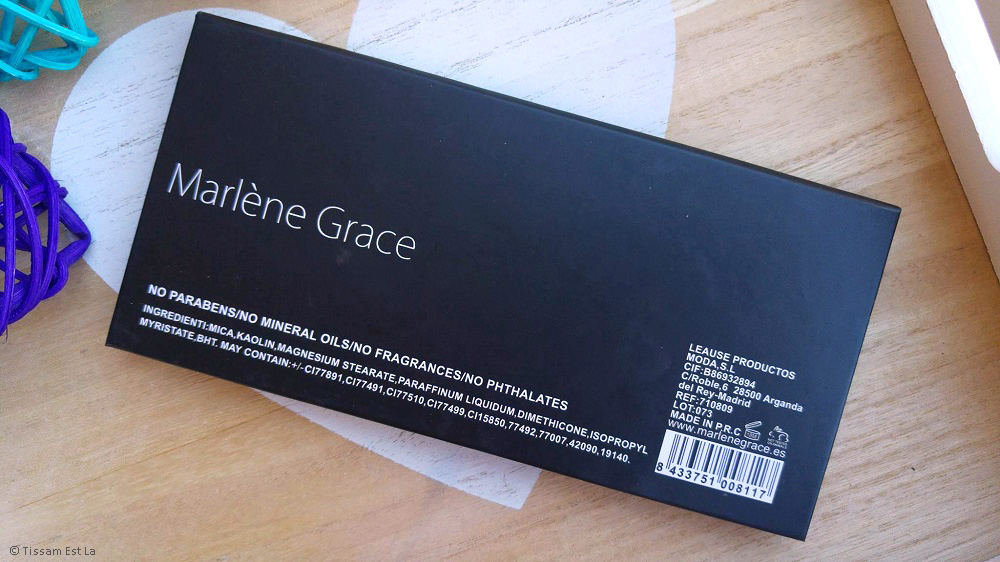 Marlène Grace
NO PARABENS/NO MINERAL OILS/NO FRAGRANCES/NO PHTHALATES
INGREDIENTI:MICA,KAOLIN,MAGNESIUM STEARATE,PARAFFINUM LIQUIDUM,DIMETHICONE,ISOPROPYL
MYRISTATE,BHT. MAY CONTAIN:+/-CI77891,CI77491,CI77510,CI77499,CI15850,77492,77007,42090,19140.
LEAUSE PRODUCTOS
MODA,S.L
CIF:B86932894
C/Roble,6 28500 Arganda
del Rey-Madrid
REF:710809
LOT:073
MADE IN P.R.C
www.marlenegrace.es
8 433751 008117
© Tissam Est La